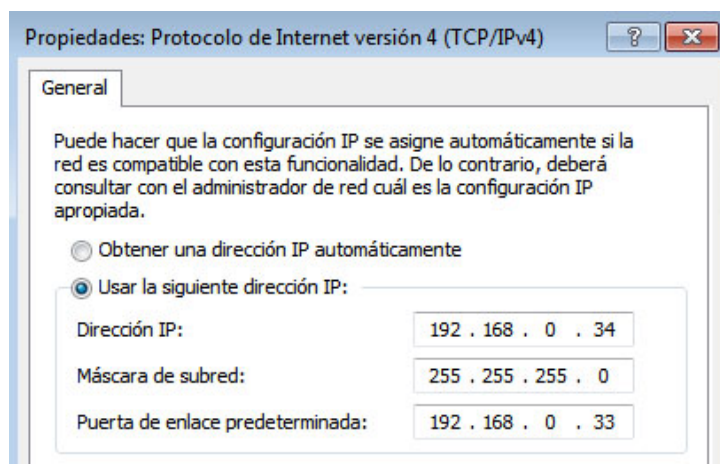 Propiedades: Protocolo de Internet versión 4 (TCP/IPv4)
?
General
Puede hacer que la configuración IP se asigne automáticamente si la
red es compatible con esta funcionalidad. De lo contrario, deberá
consultar con el administrador de red cuál es la configuración IP
apropiada.
Obtener una dirección IP automáticamente
Usar la siguiente dirección IP:
Dirección IP: 192 . 168 . 0 . 34
Máscara de subred: 255 . 255 . 255 . 0
Puerta de enlace predeterminada: 192 . 168 . 0 . 33